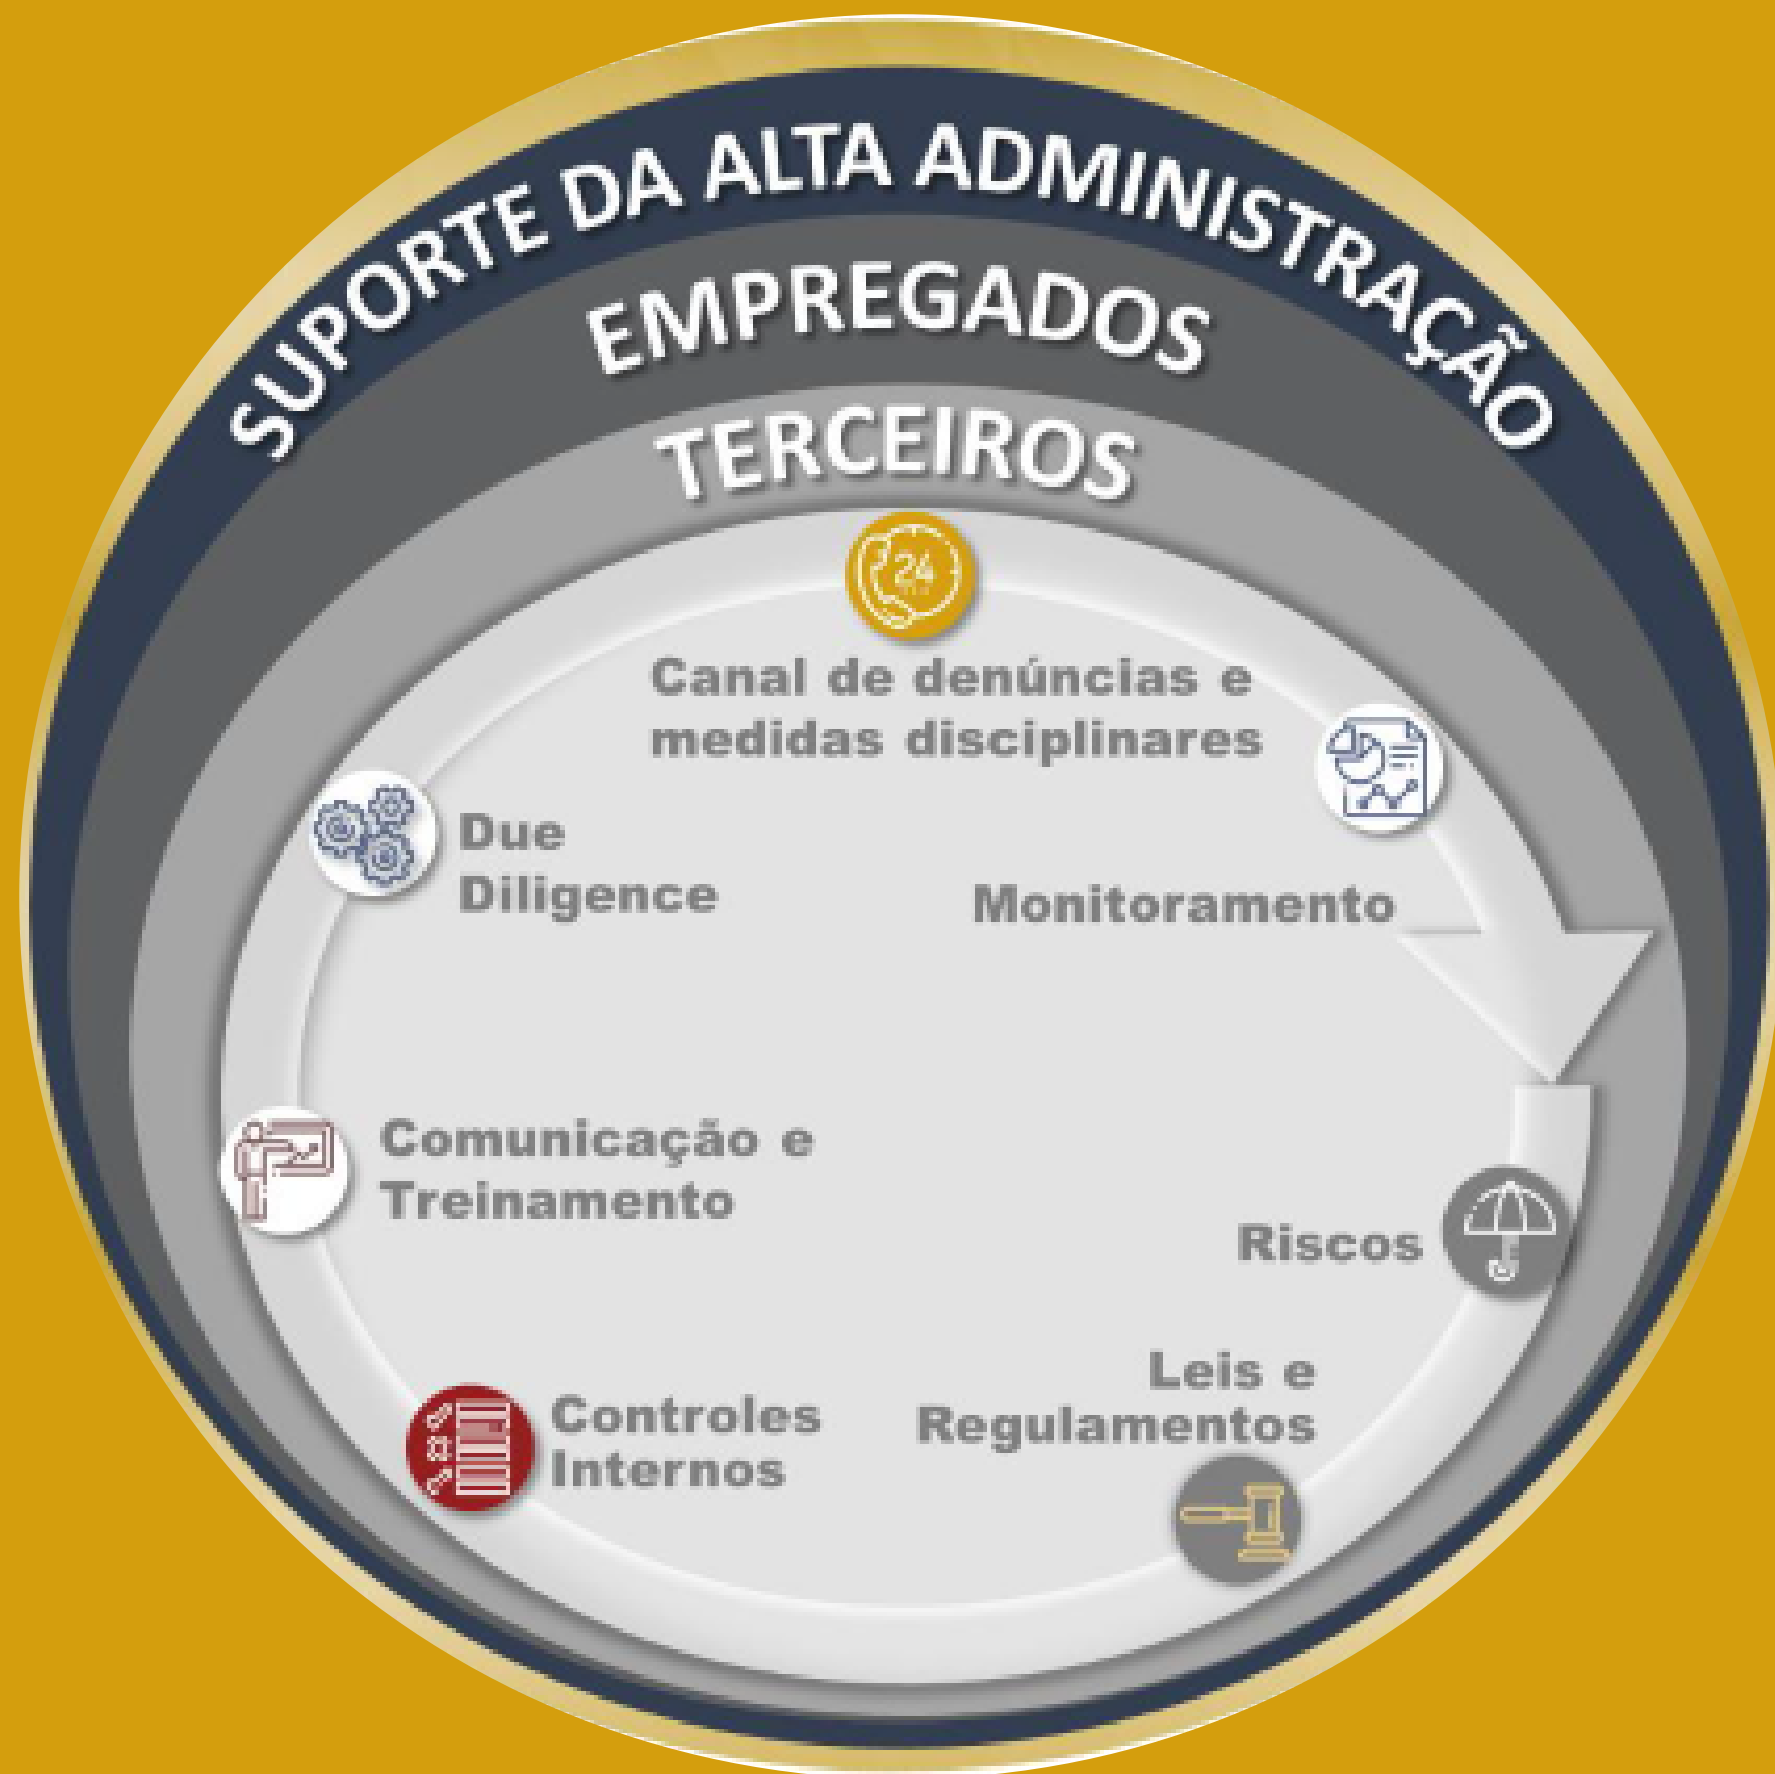 SUPORTE DA ALTA ADMINISTRAÇÃO
EMPREGADOS
TERCEIROS
24
Canal de denúncias e
medidas disciplinares
Due
Diligence
Monitoramento
Comunicação e
Treinamento
Riscos
Leis e
Regulamentos
Controles
Internos